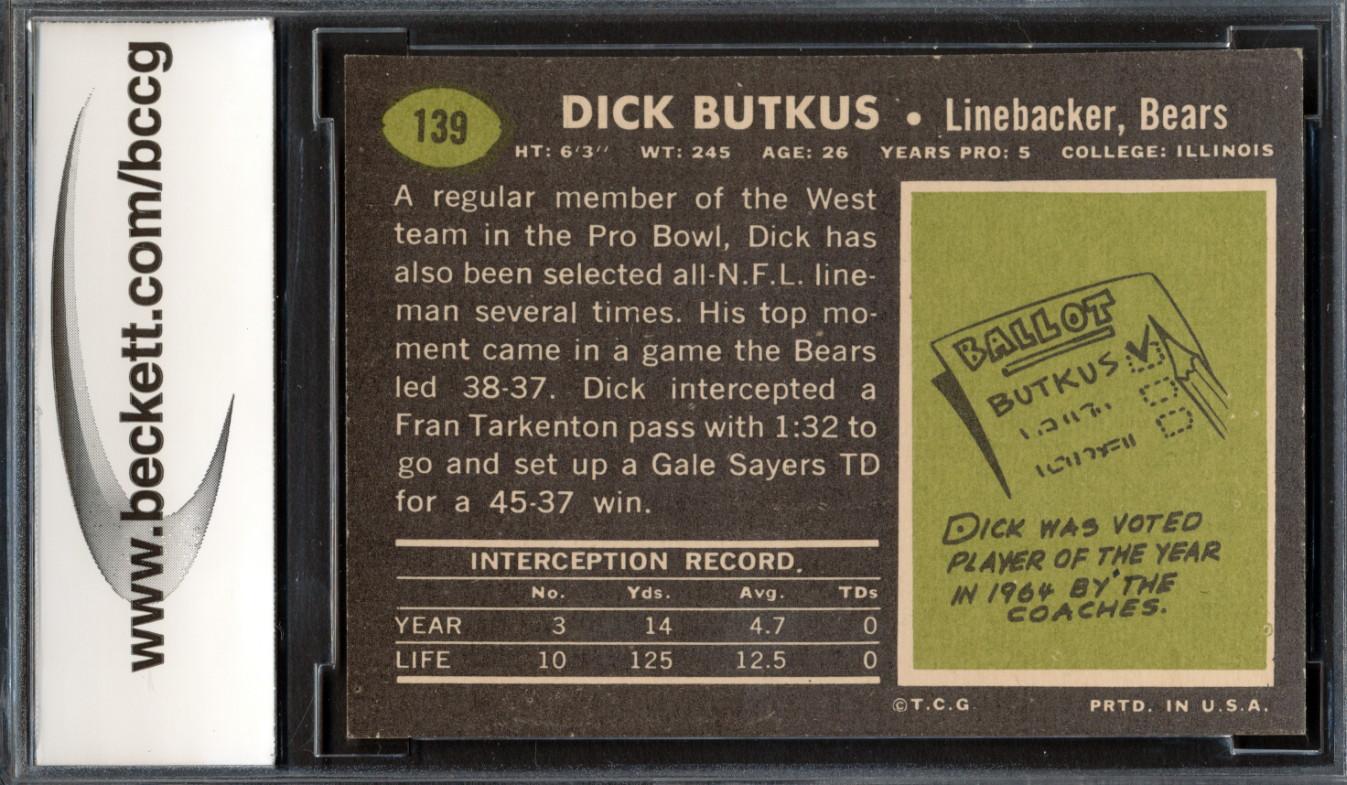 www.beckett.com/bccg
139
DICK BUTKUS • Linebacker, Bears
HT: 6'3" WT: 245 AGE: 26 YEARS PRO: 5 COLLEGE: ILLINOIS
A regular member of the West
team in the Pro Bowl, Dick has
also been selected all-N.F.L. line-
man several times. His top mo-
ment came in a game the Bears
led 38-37. Dick intercepted a
Fran Tarkenton pass with 1:32 to
go and set up a Gale Sayers TD
for a 45-37 win.
INTERCEPTION RECORD.
No. Yds. Avg. TDs
YEAR 3 14 4.7 0
LIFE 10 125 12.5 0
BALLOT
BUTKUS
DICK WAS VOTED
PLAYER OF THE YEAR
IN 1964 BY THE
COACHES.
©T.C.G. PRTD. IN U.S.A.